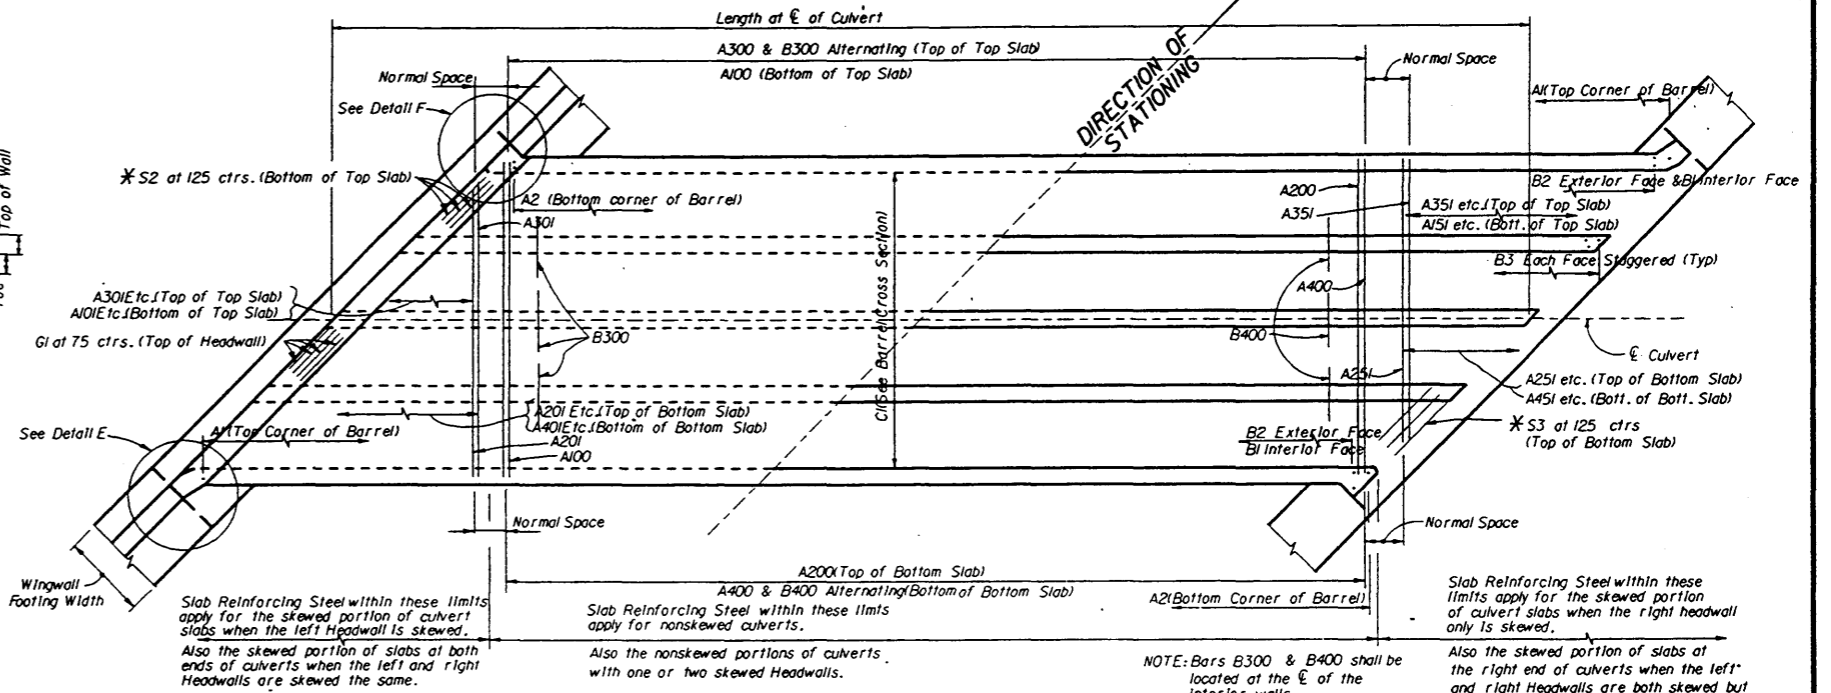 Length at ℄ of Culvert
A300 & B300 Alternating (Top of Top Slab)
A100 (Bottom of Top Slab)
Normal Space
Normal Space
See Detail F
DIRECTION OF
STATIONING
A1(Top Corner of Barrel)
Top of Wall
* S2 at 125 ctrs. (Bottom of Top Slab)
A2 (Bottom corner of Barrel)
A301
A200
A351
B2 Exterior Face & B1 Interior Face
A351 etc.(Top of Top Slab)
A151 etc. (Bott. of Top Slab)
B3 Each Face Staggered (Typ)
A301Etc.(Top of Top Slab)
A101Etc.(Bottom of Top Slab)
G1 at 75 ctrs. (Top of Headwall)
B300
C1(See Barrel Cross Section)
A400
B400
A251
℄ Culvert
A251 etc. (Top of Bottom Slab)
A451 etc. (Bott. of Bott. Slab)
* S3 at 125 ctrs
(Top of Bottom Slab)
See Detail E
A1(Top Corner of Barrel)
A201Etc.(Top of Bottom Slab)
A401Etc.(Bottom of Bottom Slab)
A201
A100
B2 Exterior Face
B1 Interior Face
Normal Space
Normal Space
Wingwall
Footing Width
A200(Top of Bottom Slab)
A400 & B400 Alternating(Bottom of Bottom Slab)
A2(Bottom Corner of Barrel)
Slab Reinforcing Steel within these limits
apply for the skewed portion of culvert
slabs when the left Headwall is skewed.
Also the skewed portion of slabs at both
ends of culverts when the left and right
Headwalls are skewed the same.
Slab Reinforcing Steel within these limts
apply for nonskewed culverts.
Also the nonskewed portions of culverts
with one or two skewed Headwalls.
NOTE: Bars B300 & B400 shall be
located at the ℄ of the
interior walls
Slab Reinforcing Steel within these
limits apply for the skewed portion
of culvert slabs when the right headwall
only is skewed.
Also the skewed portion of slabs at
the right end of culverts when the left
and right Headwalls are both skewed but